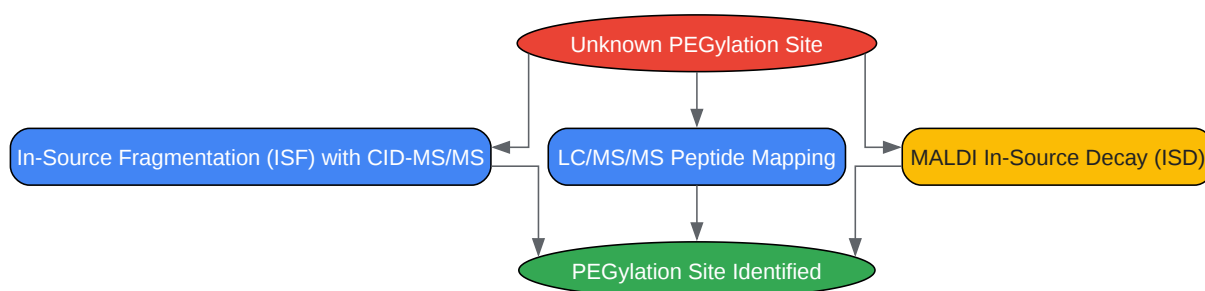 Unknown PEGylation Site
In-Source Fragmentation (ISF) with CID-MS/MS
LC/MS/MS Peptide Mapping
MALDI In-Source Decay (ISD)
PEGylation Site Identified